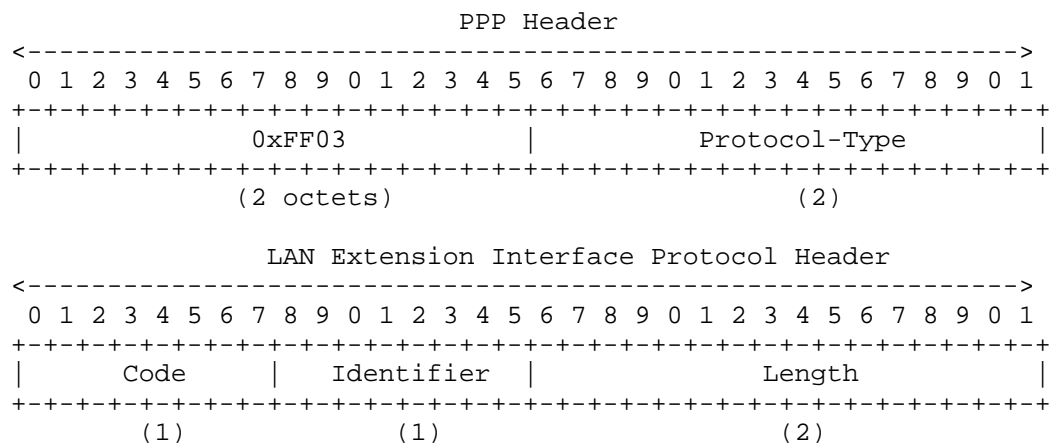 PPP Header
<--------------------------------------------------------------->
 0 1 2 3 4 5 6 7 8 9 0 1 2 3 4 5 6 7 8 9 0 1 2 3 4 5 6 7 8 9 0 1
+-+-+-+-+-+-+-+-+-+-+-+-+-+-+-+-+-+-+-+-+-+-+-+-+-+-+-+-+-+-+-+-+
|              0xFF03             |          Protocol-Type        |
+-+-+-+-+-+-+-+-+-+-+-+-+-+-+-+-+-+-+-+-+-+-+-+-+-+-+-+-+-+-+-+-+
(2 octets) (2)
LAN Extension Interface Protocol Header
<--------------------------------------------------------------->
 0 1 2 3 4 5 6 7 8 9 0 1 2 3 4 5 6 7 8 9 0 1 2 3 4 5 6 7 8 9 0 1
+-+-+-+-+-+-+-+-+-+-+-+-+-+-+-+-+-+-+-+-+-+-+-+-+-+-+-+-+-+-+-+-+
|      Code     |   Identifier  |              Length           |
+-+-+-+-+-+-+-+-+-+-+-+-+-+-+-+-+-+-+-+-+-+-+-+-+-+-+-+-+-+-+-+-+
(1) (1) (2)